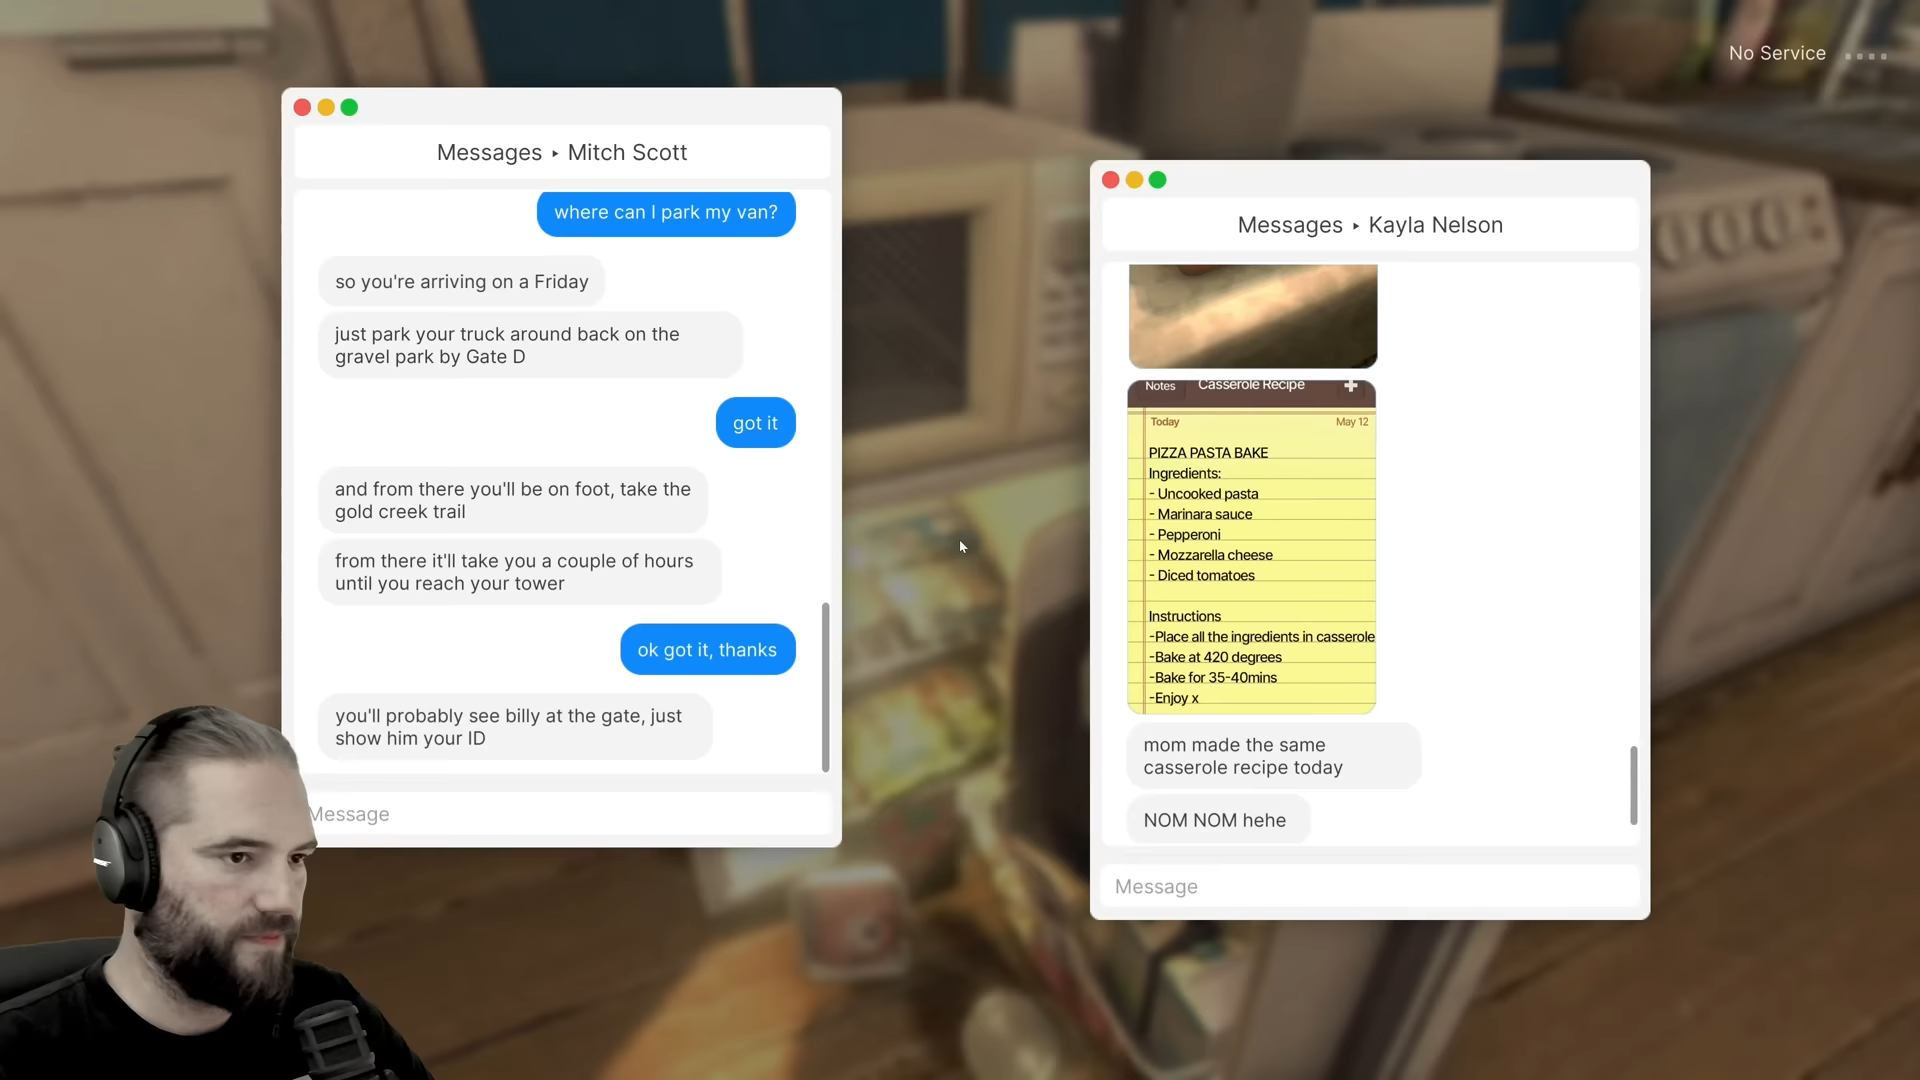 No Service
Messages ▸ Mitch Scott
where can I park my van?
so you're arriving on a Friday
just park your truck around back on the
gravel park by Gate D
got it
and from there you'll be on foot, take the
gold creek trail
from there it'll take you a couple of hours
until you reach your tower
ok got it, thanks
you'll probably see billy at the gate, just
show him your ID
Message
Messages ▸ Kayla Nelson
Notes Casserole Recipe +
Today May 12
PIZZA PASTA BAKE
Ingredients:
- Uncooked pasta
- Marinara sauce
- Pepperoni
- Mozzarella cheese
- Diced tomatoes
Instructions
-Place all the ingredients in casserole
-Bake at 420 degrees
-Bake for 35-40mins
-Enjoy x
mom made the same
casserole recipe today
NOM NOM hehe
Message